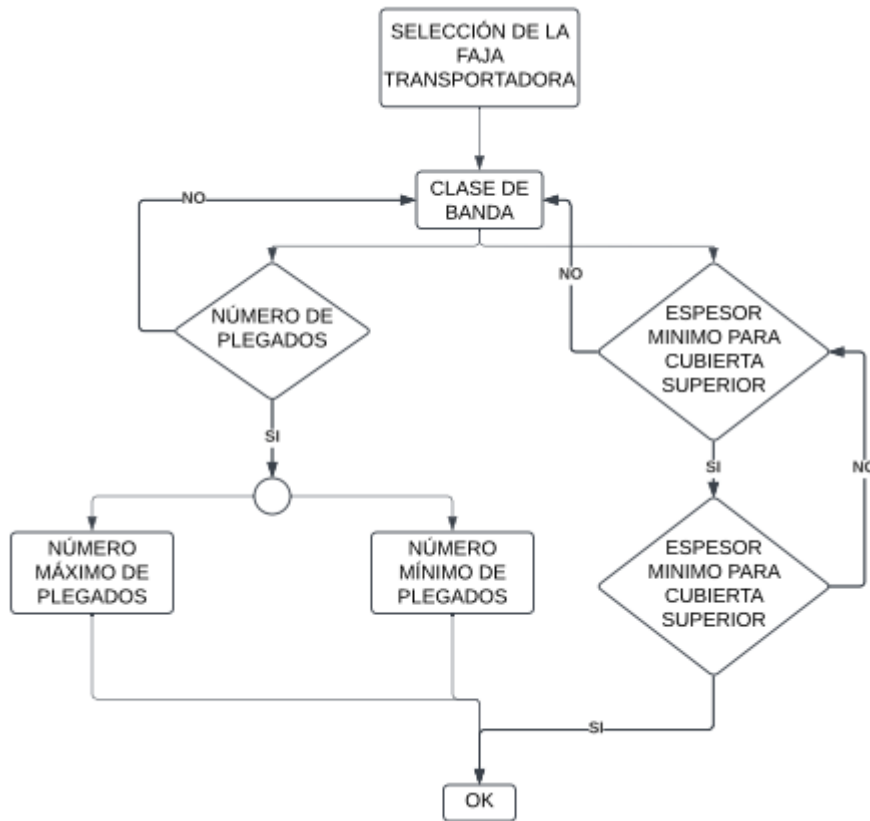 SELECCIÓN DE LA
FAJA
TRANSPORTADORA
NO
CLASE DE
BANDA
NO
NÚMERO DE
PLEGADOS
ESPESOR
MINIMO PARA
CUBIERTA
SUPERIOR
SI
SI
NO
NÚMERO
MÁXIMO DE
PLEGADOS
NÚMERO
MÍNIMO DE
PLEGADOS
ESPESOR
MINIMO PARA
CUBIERTA
SUPERIOR
SI
OK